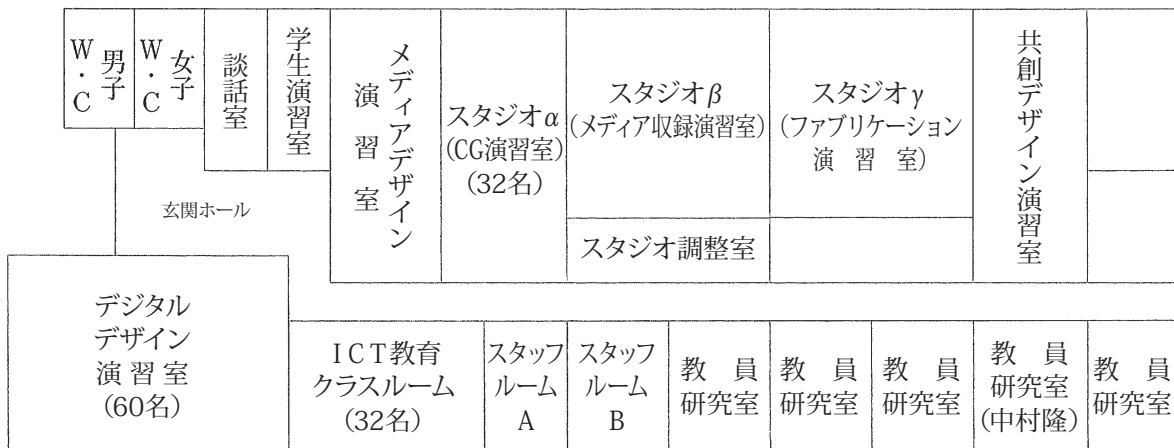 男子
W・C
女子
W・C
談話室
学生演習室
メディアデザイン
演習室
スタジオα
(CG演習室)
(32名)
スタジオβ
(メディア収録演習室)
スタジオγ
(ファブリケーション
演習室)
共創デザイン演習室
玄関ホール
スタジオ調整室
デジタル
デザイン
演習室
(60名)
ICT教育
クラスルーム
(32名)
スタッフ
ルーム
A
スタッフ
ルーム
B
教員
研究室
教員
研究室
教員
研究室
教員
研究室
(中村隆)
教員
研究室